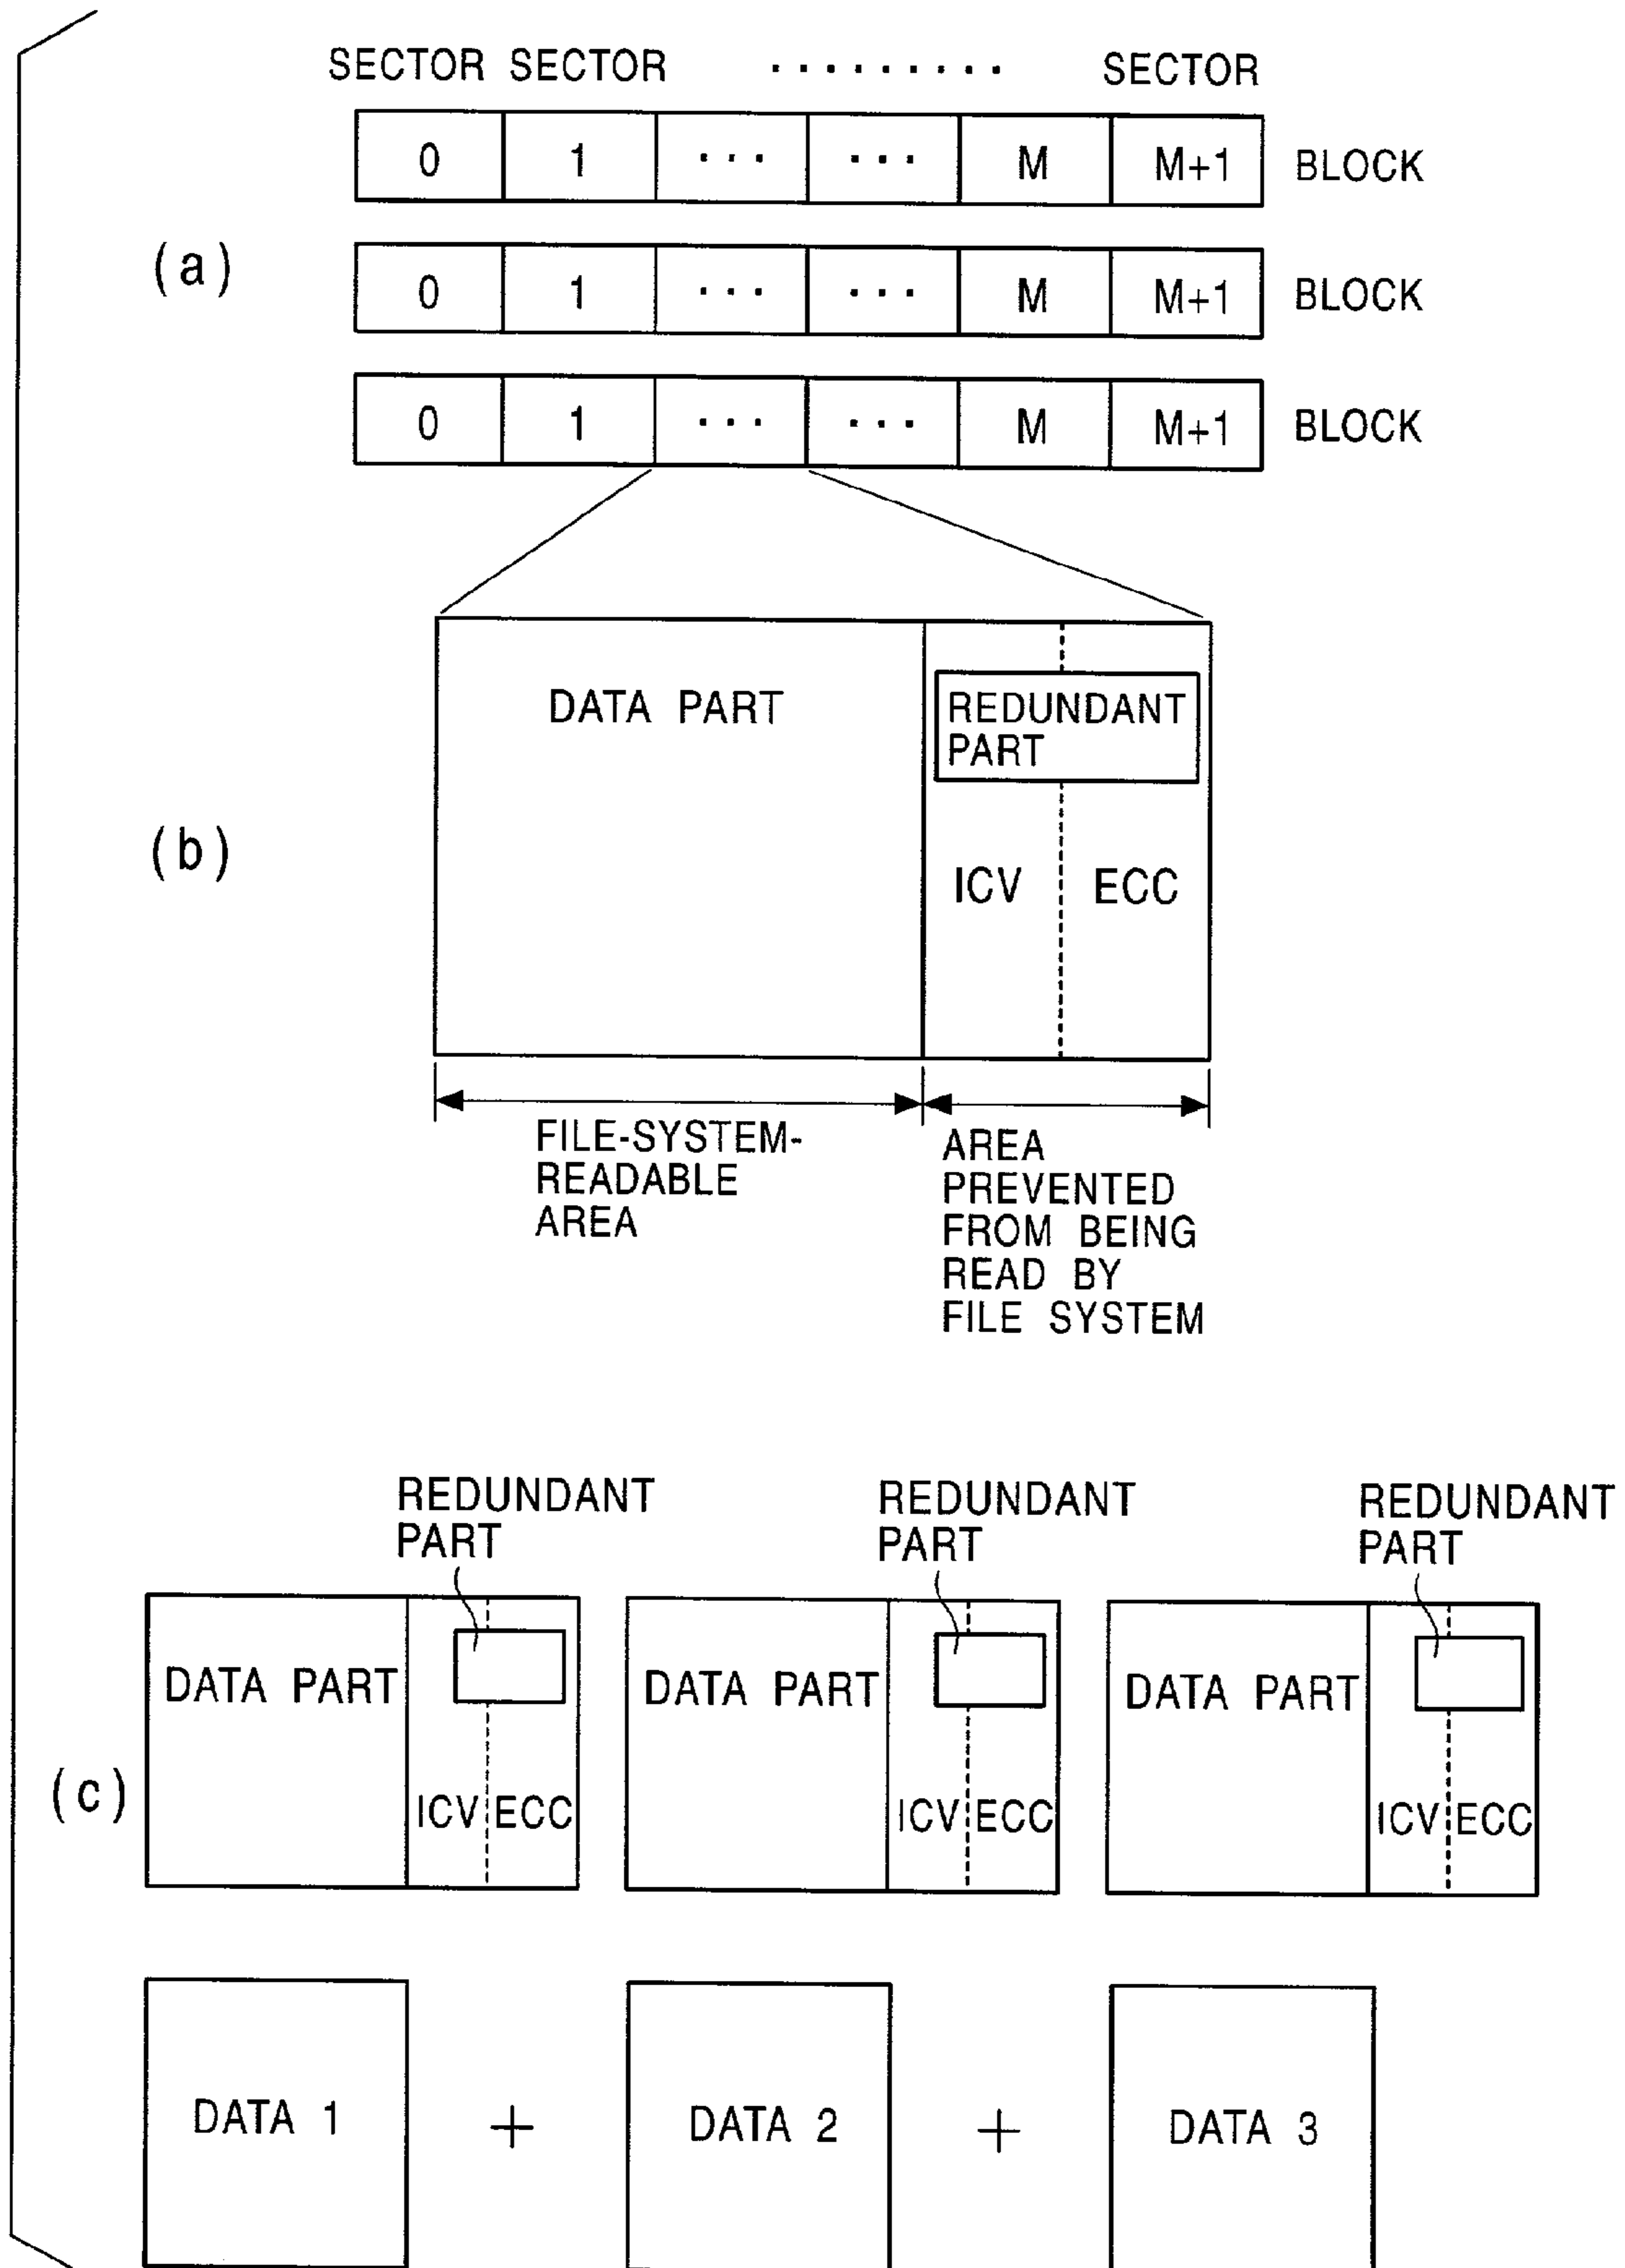 SECTOR SECTOR ········· SECTOR
0 1 ··· ··· M M+1 BLOCK
(a)
0 1 ··· ··· M M+1 BLOCK
0 1 ··· ··· M M+1 BLOCK
DATA PART
REDUNDANT
PART
(b)
ICV ECC
FILE-SYSTEM-
READABLE
AREA
AREA
PREVENTED
FROM BEING
READ BY
FILE SYSTEM
REDUNDANT
PART
REDUNDANT
PART
REDUNDANT
PART
DATA PART
DATA PART
DATA PART
(c)
ICV ECC
ICV ECC
ICV ECC
DATA 1 + DATA 2 + DATA 3